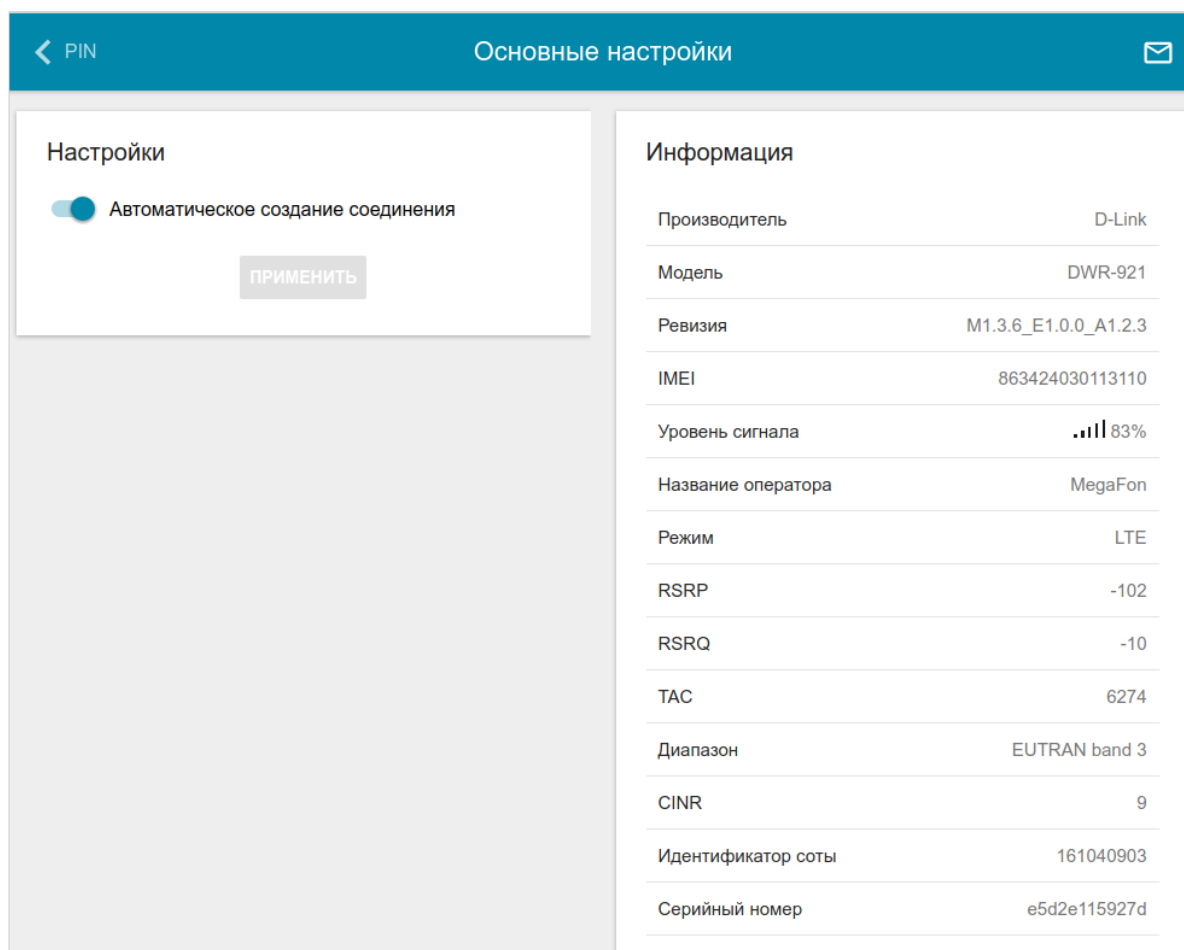 PIN
Основные настройки
Настройки
Автоматическое создание соединения
ПРИМЕНИТЬ
Информация
Производитель D-Link
Модель DWR-921
Ревизия M1.3.6_E1.0.0_A1.2.3
IMEI 863424030113110
Уровень сигнала 83%
Название оператора MegaFon
Режим LTE
RSRP -102
RSRQ -10
TAC 6274
Диапазон EUTRAN band 3
CINR 9
Идентификатор соты 161040903
Серийный номер e5d2e115927d